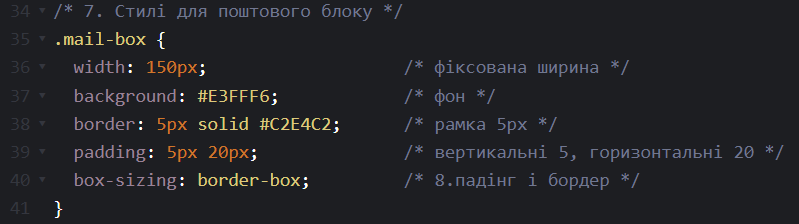 34 /* 7. Стилі для поштового блоку */
35 .mail-box {
36 width: 150px; /* фіксована ширина */
37 background: #E3FFF6; /* фон */
38 border: 5px solid #C2E4C2; /* рамка 5px */
39 padding: 5px 20px; /* вертикальні 5, горизонтальні 20 */
40 box-sizing: border-box; /* 8.падінг і бордер */
41 }